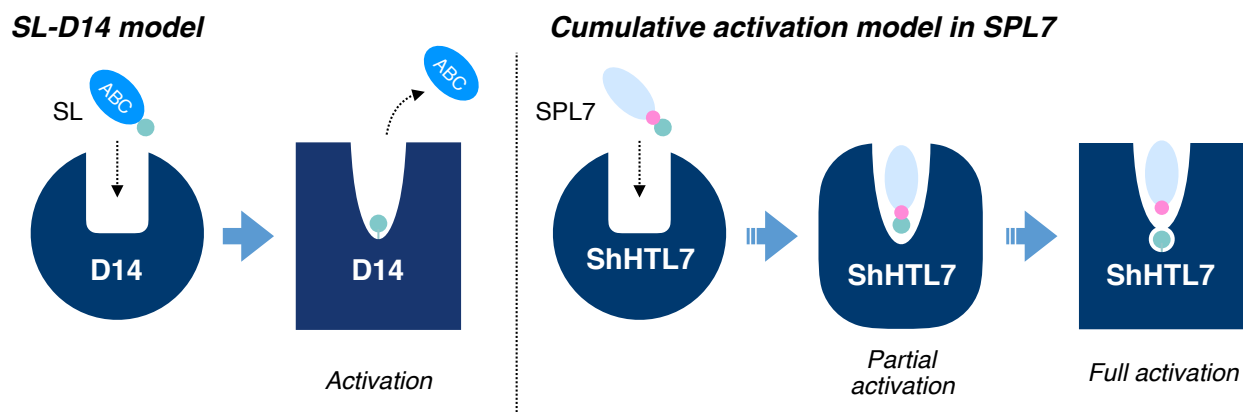 SL-D14 model
ABC
SL
ABC
D14
D14
Activation
Cumulative activation model in SPL7
SPL7
ShHTL7
ShHTL7
ShHTL7
Partial
activation
Full activation